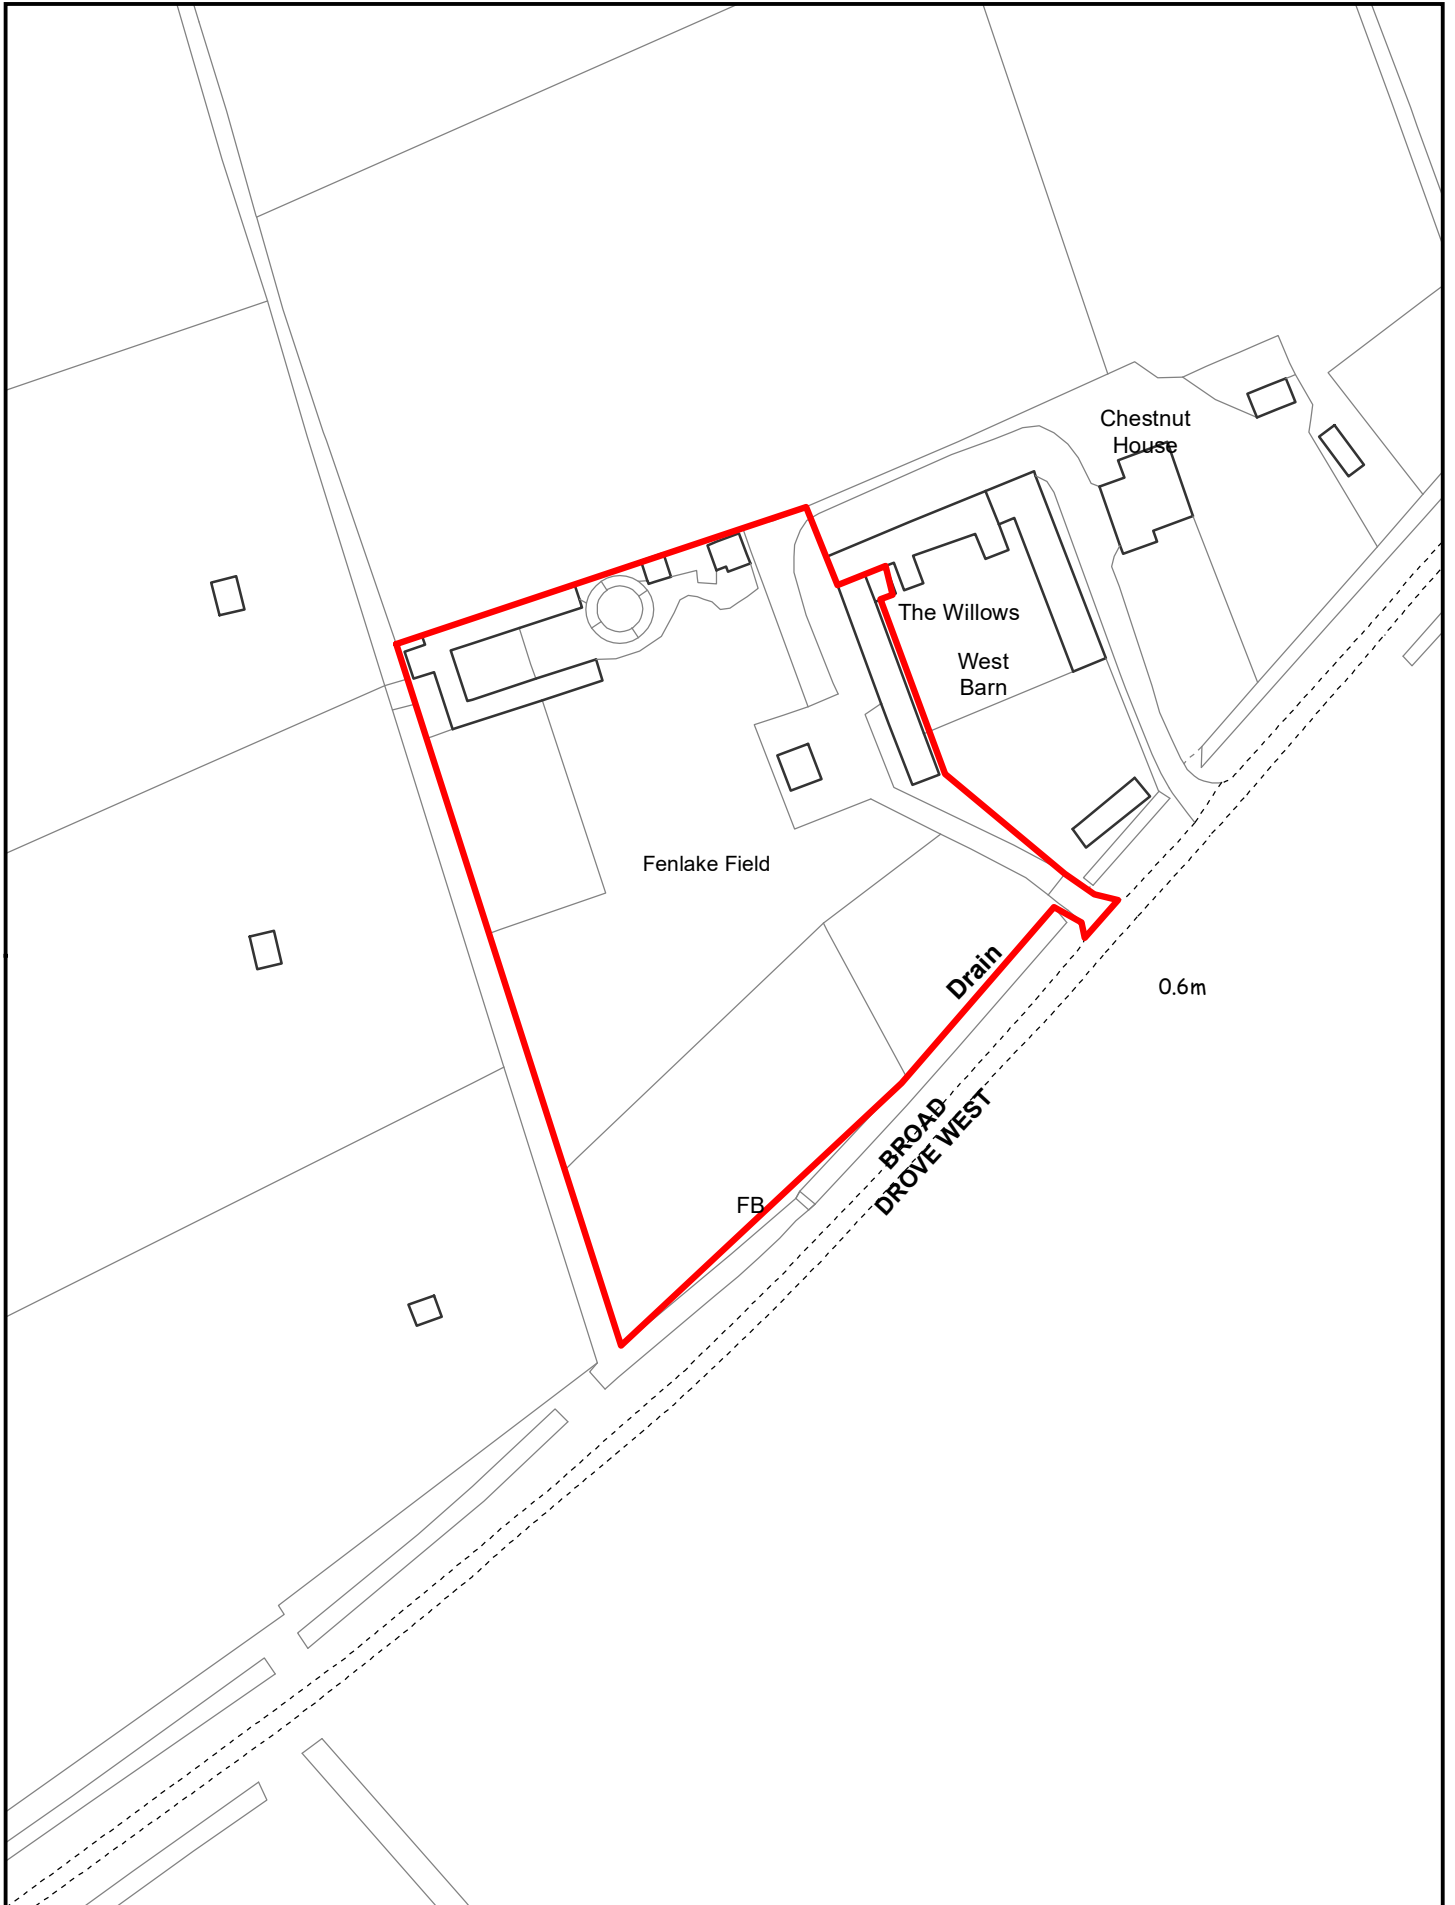 Chestnut
House
The Willows
West
Barn
Fenlake Field
Drain
0.6m
BROAD
DROVE WEST
FB